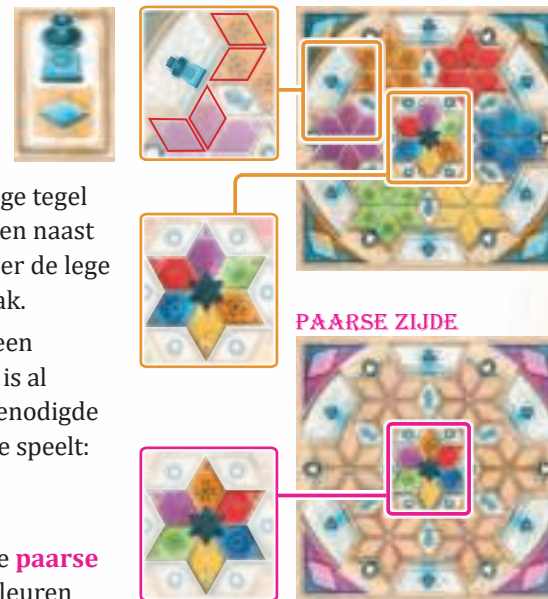 ge tegel
en naast
er de lege
ak.
een
is al
enodigde
e speelt:
e paarse
leuren
PAARSE ZIJDE